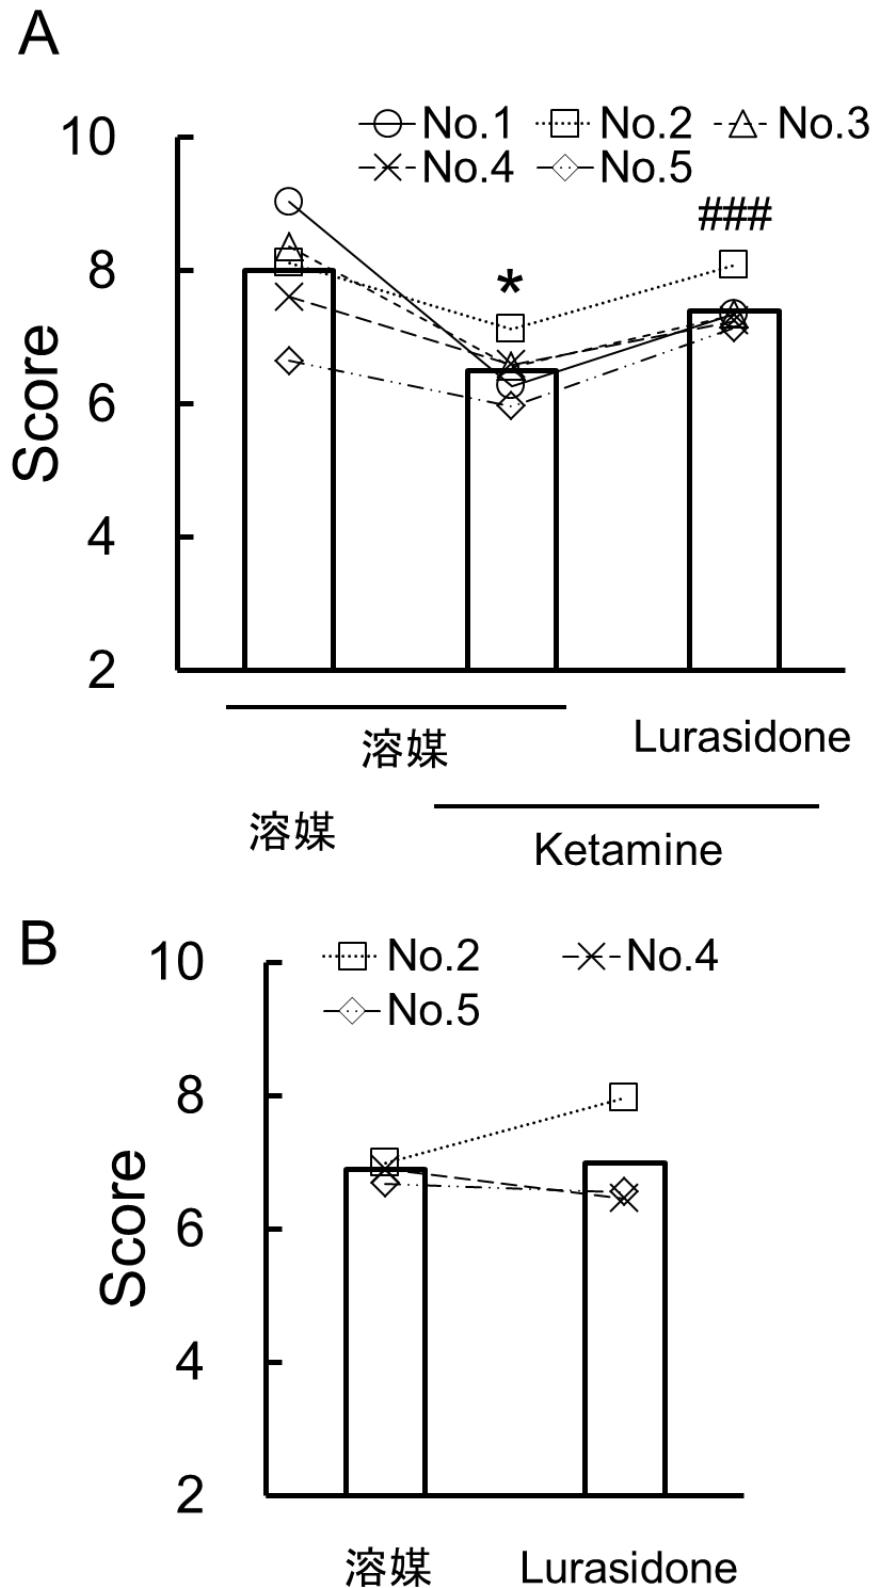 A
No.1 No.2 No.3
No.4 No.5
10
8
6
4
2
Score
*
###
溶媒 Lurasidone
溶媒 Ketamine
B
No.2 No.4
No.5
10
8
6
4
2
Score
溶媒 Lurasidone